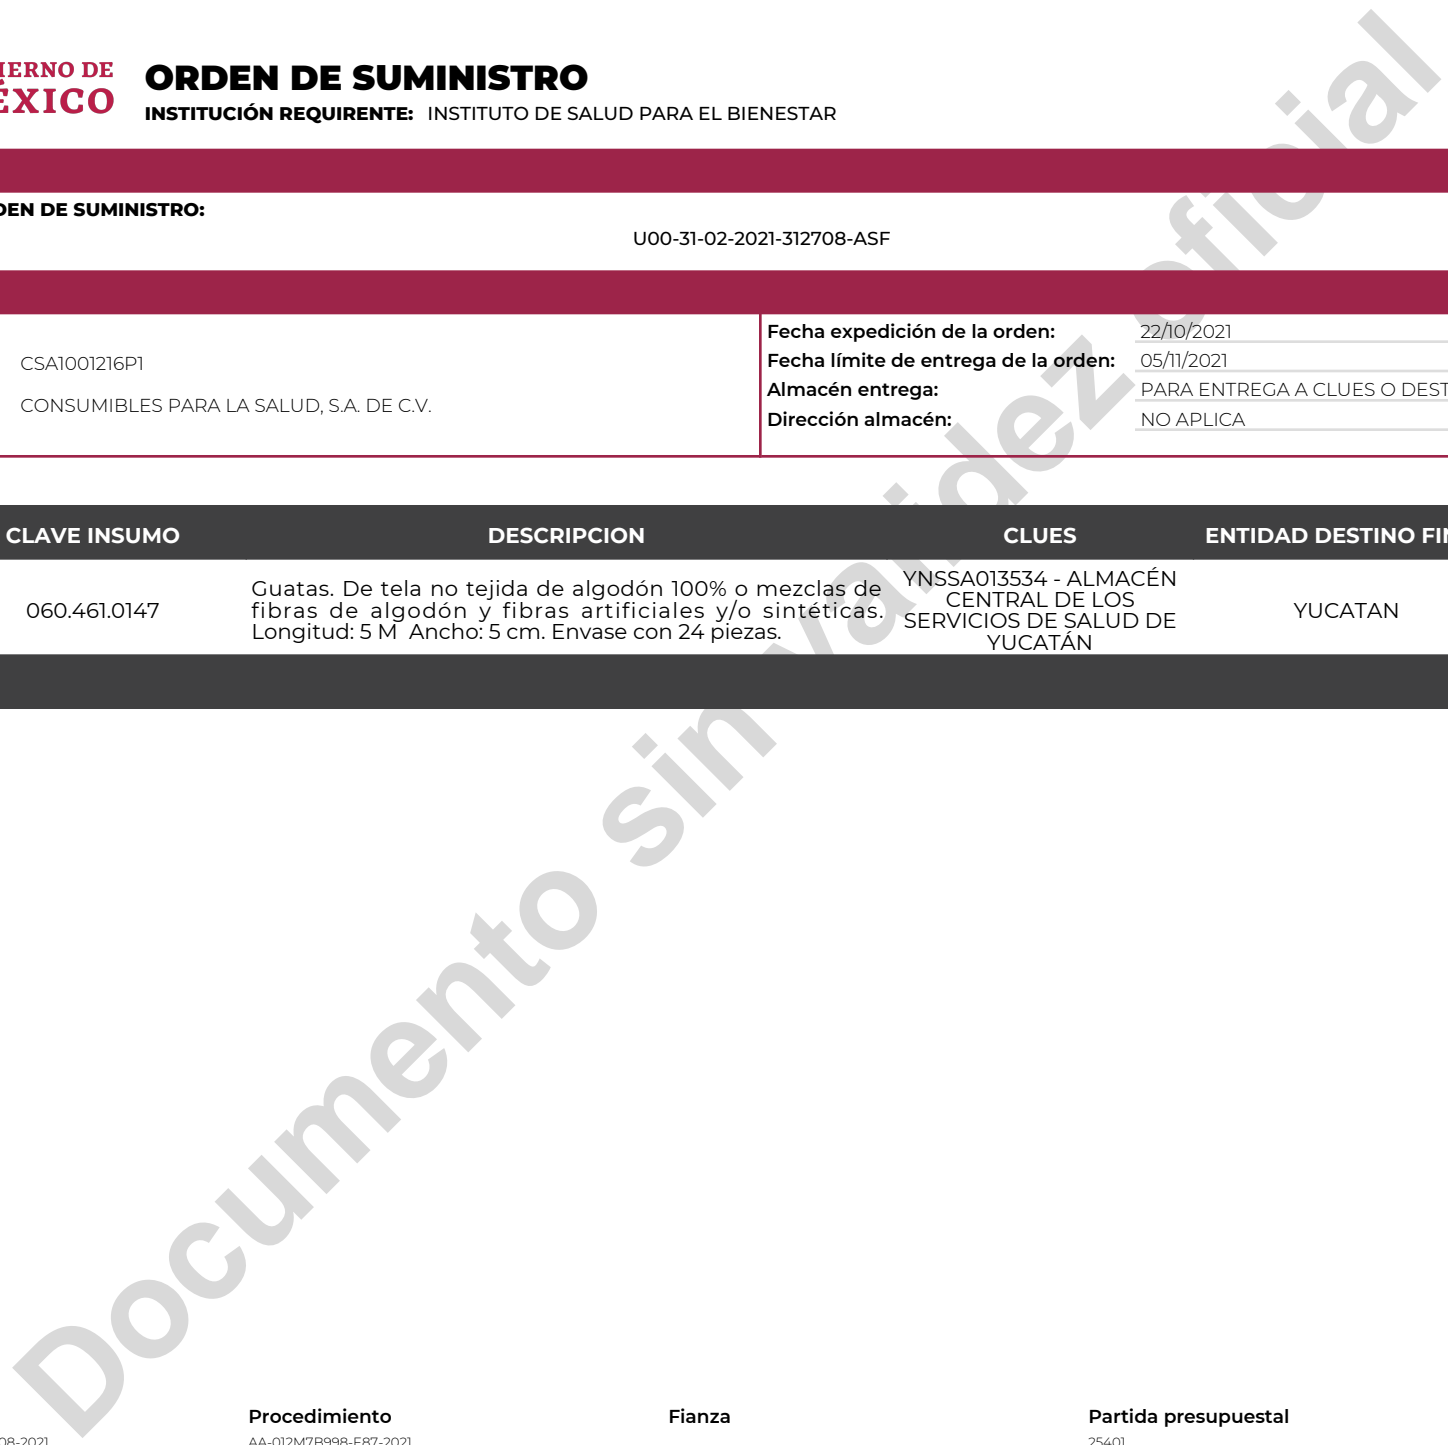 IERNO DE
ÉXICO
ORDEN DE SUMINISTRO
INSTITUCIÓN REQUIRENTE: INSTITUTO DE SALUD PARA EL BIENESTAR
DEN DE SUMINISTRO:
U00-31-02-2021-312708-ASF
CSA1001216P1
CONSUMIBLES PARA LA SALUD, S.A. DE C.V.
Fecha expedición de la orden: 22/10/2021
Fecha límite de entrega de la orden: 05/11/2021
Almacén entrega: PARA ENTREGA A CLUES O DEST
Dirección almacén: NO APLICA
CLAVE INSUMO DESCRIPCION CLUES ENTIDAD DESTINO FIN
060.461.0147
Guatas. De tela no tejida de algodón 100% o mezclas de
fibras de algodón y fibras artificiales y/o sintéticas.
Longitud: 5 M Ancho: 5 cm. Envase con 24 piezas.
YNSSA013534 - ALMACÉN
CENTRAL DE LOS
SERVICIOS DE SALUD DE
YUCATÁN
YUCATAN
Documento sin validez oficial
Procedimiento Fianza Partida presupuestal
08-2021 AA-012M7B998-E87-2021 25401